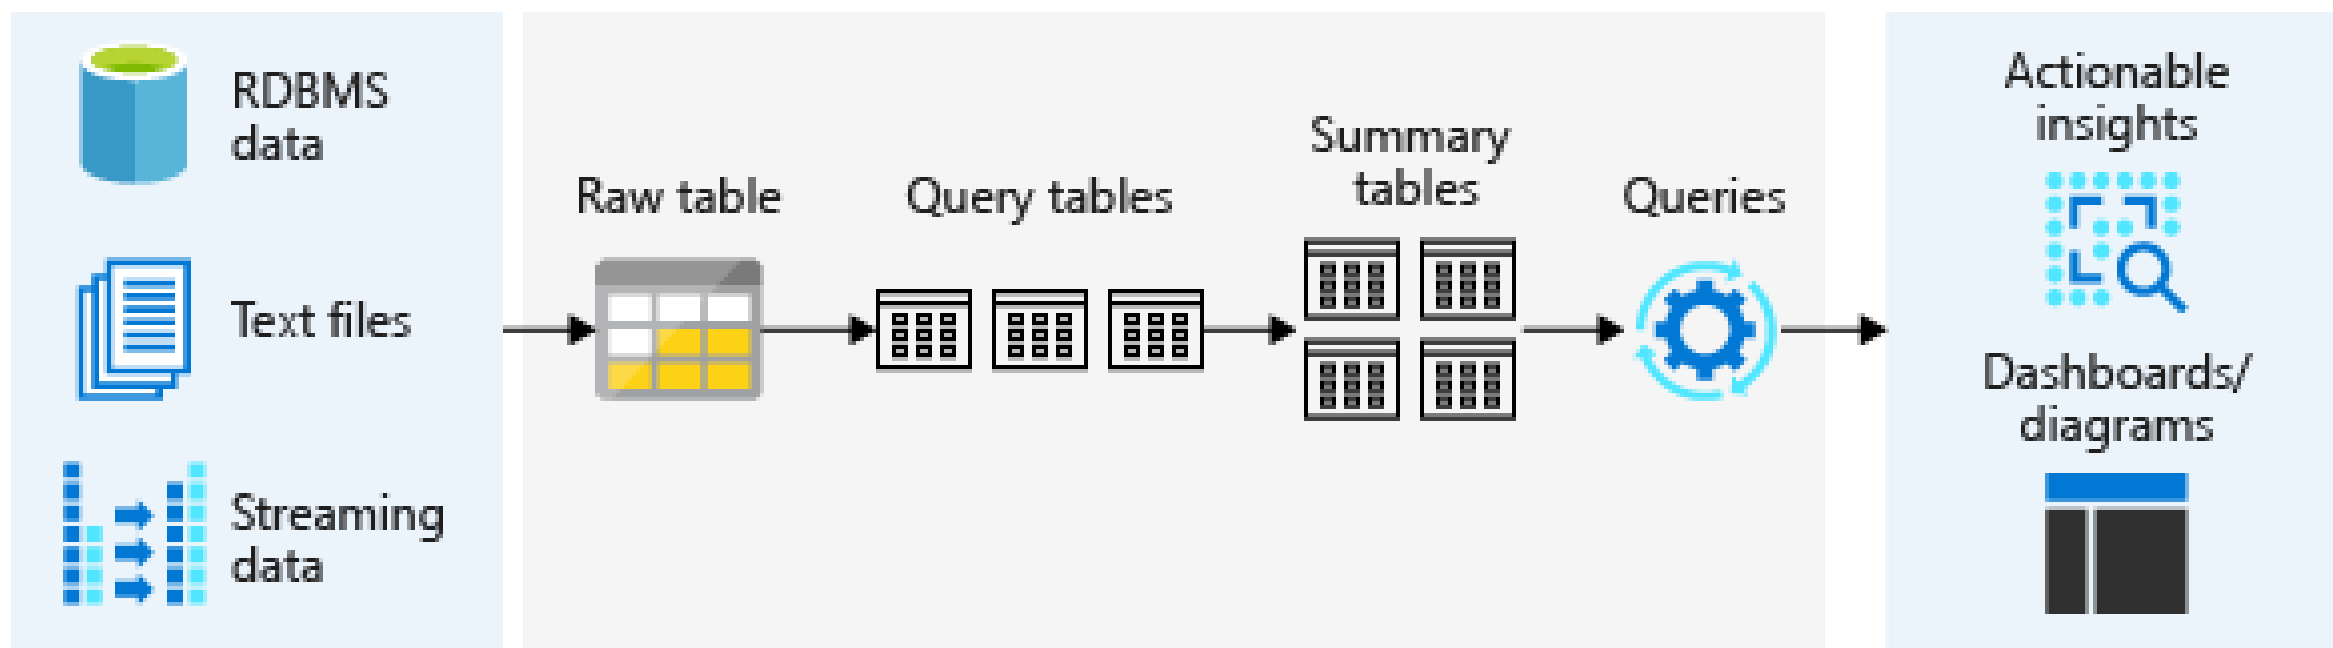 RDBMS
data
Text files
Streaming
data
Raw table
Query tables
Summary
tables
Queries
Actionable
insights
Dashboards/
diagrams